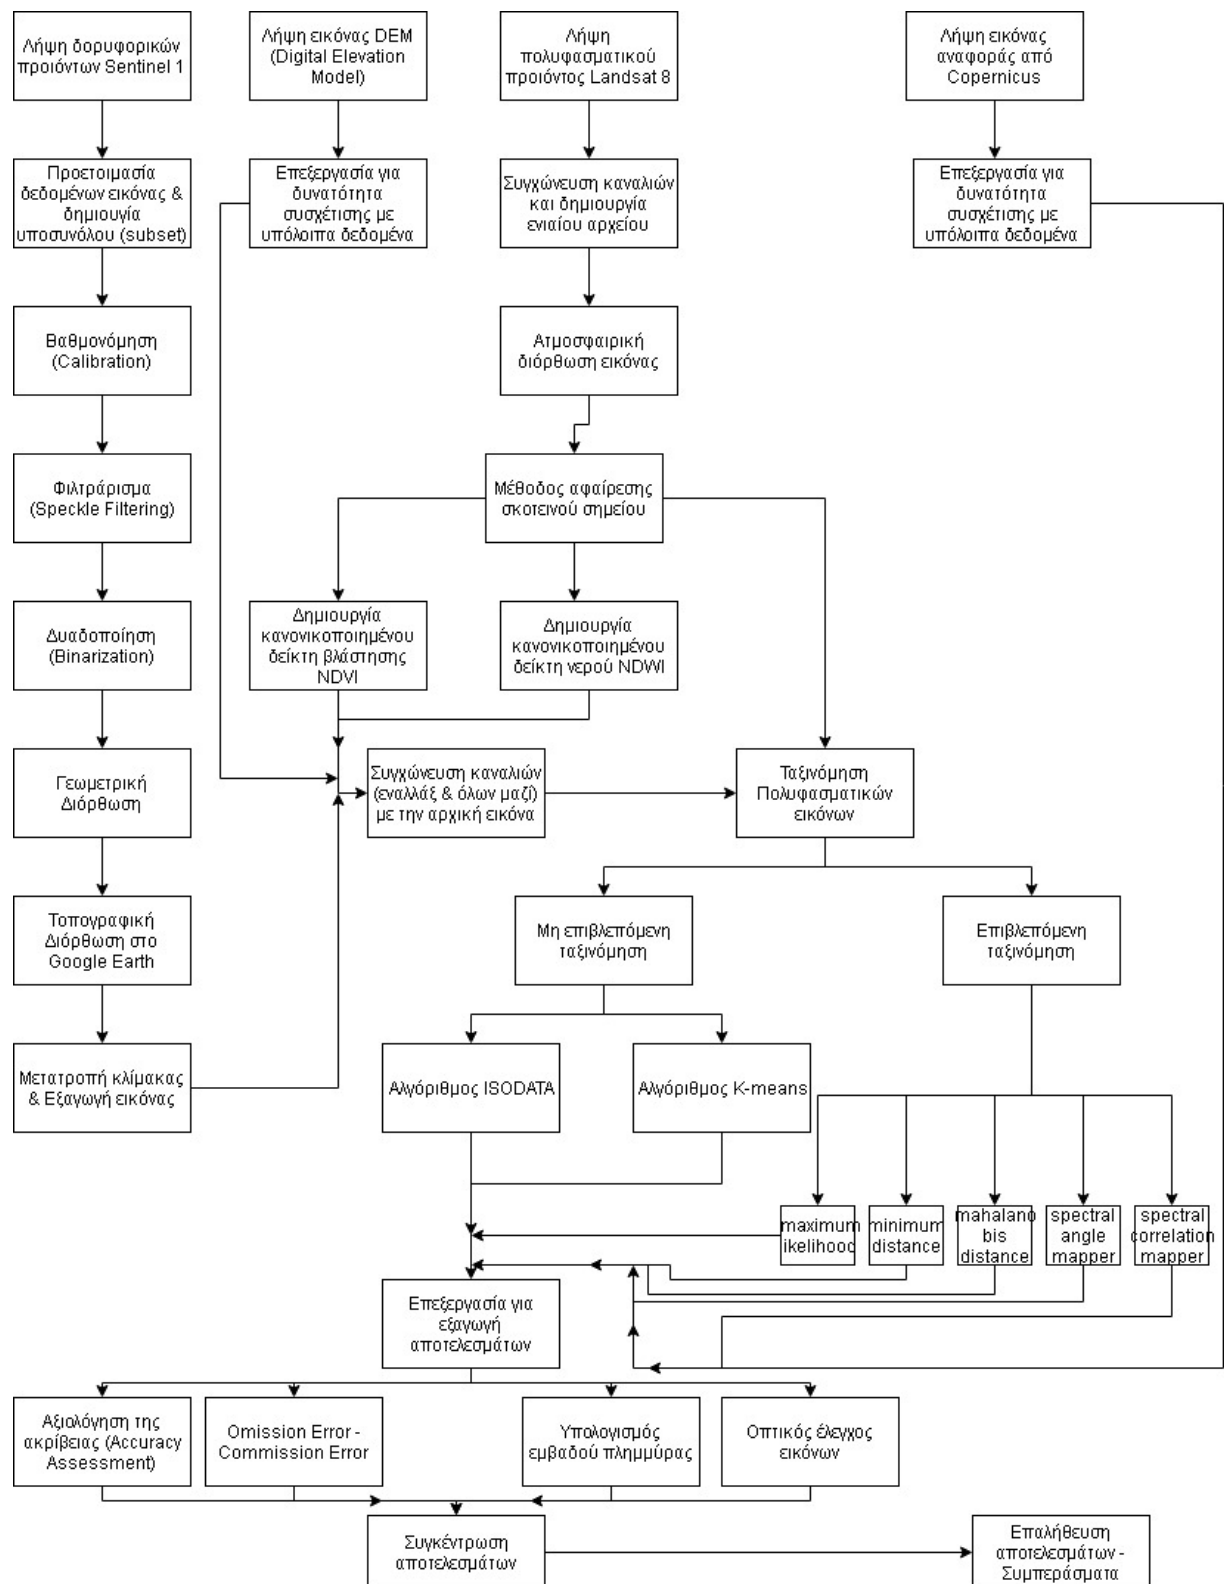 Λήψη δορυφορικών
προιόντων Sentinel 1
Λήψη εικόνας DEM
(Digital Elevation
Model)
Λήψη
πολυφασματικού
προιόντος Landsat 8
Λήψη εικόνας
αναφοράς από
Copernicus
Προετοιμασία
δεδομένων εικόνας &
δημιουγία
υποσυνόλου (subset)
Επεξεργασία για
δυνατότητα
συσχέτισης με
υπόλοιπα δεδομένα
Συγχώνευση καναλιών
και δημιουργία
ενιαίου αρχείου
Επεξεργασία για
δυνατότητα
συσχέτισης με
υπόλοιπα δεδομένα
Βαθμονόμηση
(Calibration)
Ατμοσφαιρική
διόρθωση εικόνας
Φιλτράρισμα
(Speckle Filtering)
Μέθοδος αφαίρεσης
σκοτεινού σημείου
Δυαδοποίηση
(Binarization)
Δημιουργία
κανονικοποιημένου
δείκτη βλάστησης
NDVI
Δημιουργία
κανονικοποιημένου
δείκτη νερού NDWI
Γεωμετρική
Διόρθωση
Συγχώνευση καναλιών
(εναλλάξ & όλων μαζί)
με την αρχική εικόνα
Ταξινόμηση
Πολυφασματικών
εικόνων
Τοπογραφική
Διόρθωση στο
Google Earth
Μη επιβλεπόμενη
ταξινόμηση
Επιβλεπόμενη
ταξινόμηση
Μετατροπή κλίμακας
& Εξαγωγή εικόνας
Αλγόριθμος ISODATA
Αλγόριθμος K-means
maximum
likelihood
minimum
distance
mahalano
bis
distance
spectral
angle
mapper
spectral
correlation
mapper
Επεξεργασία για
εξαγωγή
αποτελεσμάτων
Αξιολόγηση της
ακρίβειας (Accuracy
Assessment)
Omission Error -
Commission Error
Υπολογισμός
εμβαδού πλημμύρας
Οπτικός έλεγχος
εικόνων
Συγκέντρωση
αποτελεσμάτων
Επαλήθευση
αποτελεσμάτων -
Συμπεράσματα